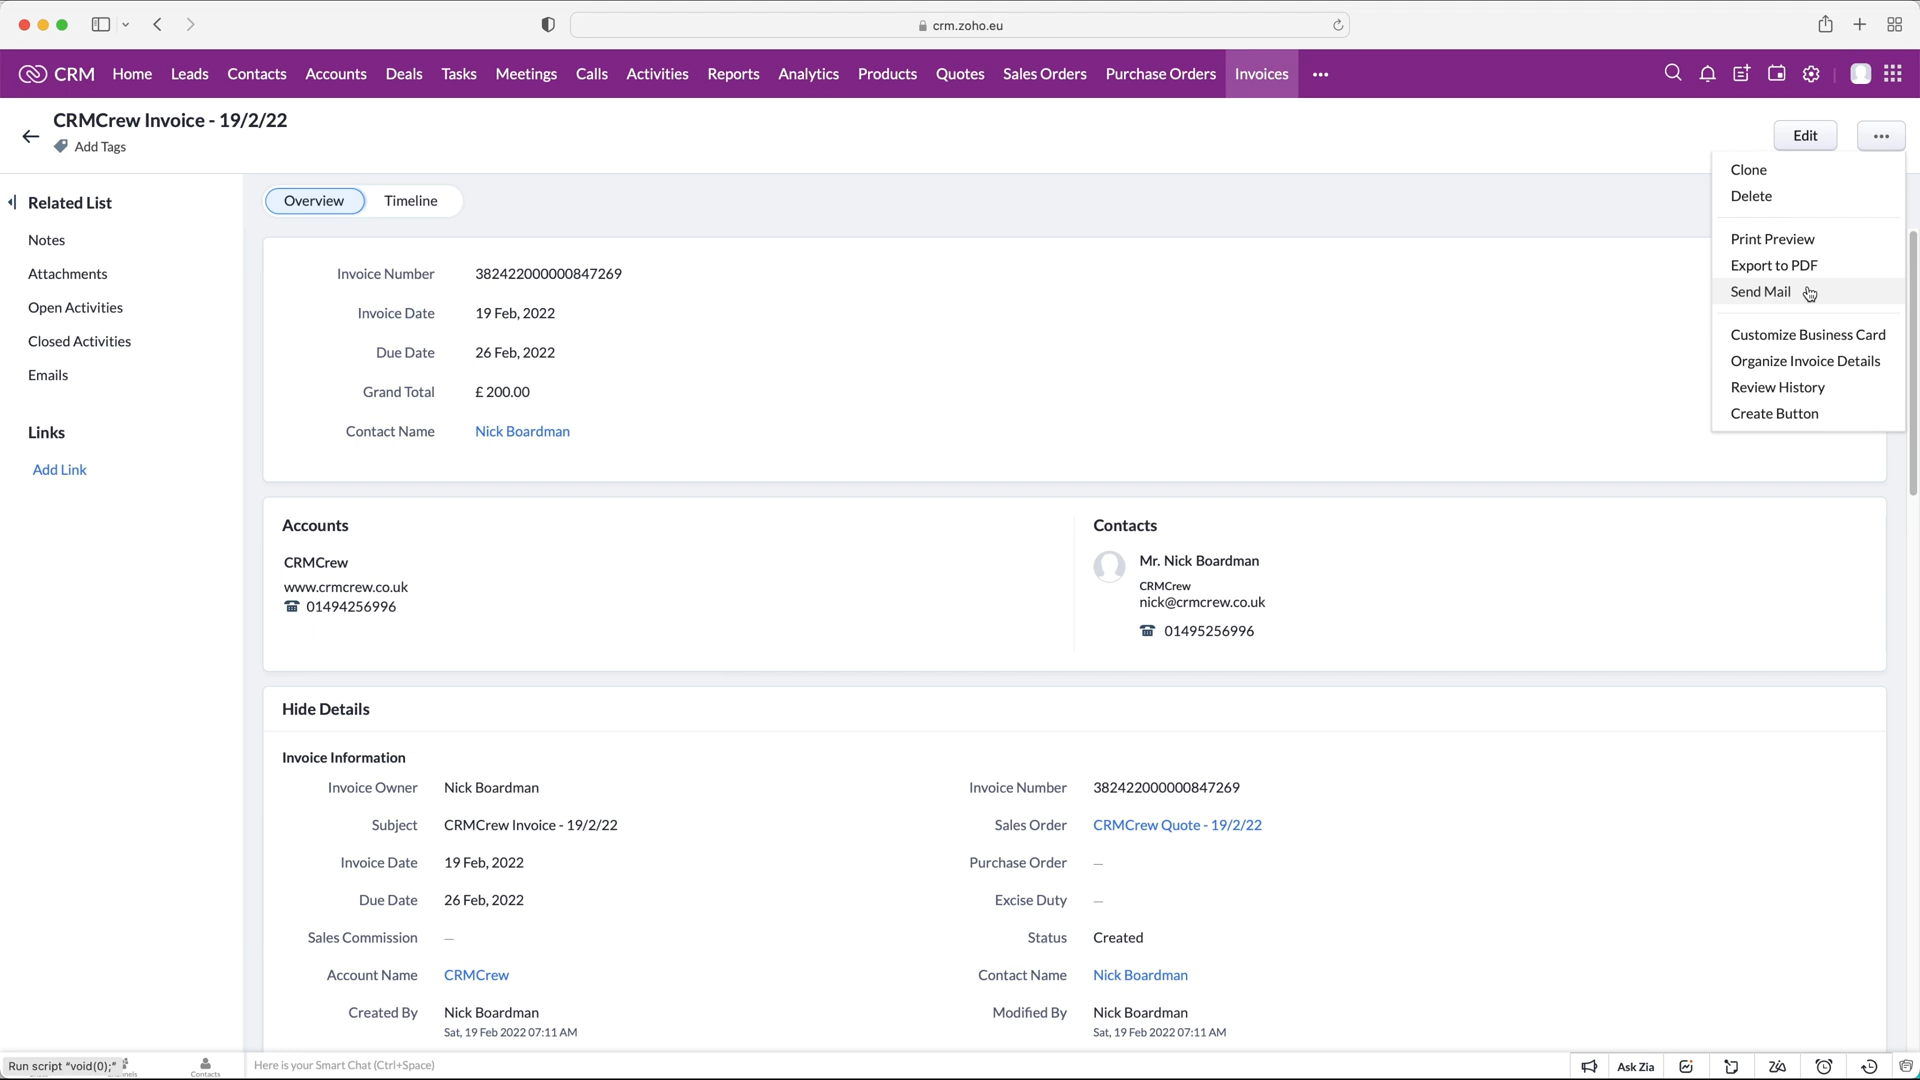 crm.zoho.eu
CRM Home Leads Contacts Accounts Deals Tasks Meetings Calls Activities Reports Analytics Products Quotes Sales Orders Purchase Orders Invoices •••
CRMCrew Invoice - 19/2/22
Add Tags
Edit
•••
Clone
Delete
Print Preview
Export to PDF
Send Mail
Customize Business Card
Organize Invoice Details
Review History
Create Button
Related List
Notes
Attachments
Open Activities
Closed Activities
Emails
Links
Add Link
Overview Timeline
Invoice Number 382422000000847269
Invoice Date 19 Feb, 2022
Due Date 26 Feb, 2022
Grand Total £ 200.00
Contact Name Nick Boardman
Accounts
CRMCrew
www.crmcrew.co.uk
01494256996
Contacts
Mr. Nick Boardman
CRMCrew
nick@crmcrew.co.uk
01495256996
Hide Details
Invoice Information
Invoice Owner Nick Boardman
Invoice Number 382422000000847269
Subject CRMCrew Invoice - 19/2/22
Sales Order CRMCrew Quote - 19/2/22
Invoice Date 19 Feb, 2022
Purchase Order —
Due Date 26 Feb, 2022
Excise Duty —
Sales Commission —
Status Created
Account Name CRMCrew
Contact Name Nick Boardman
Created By Nick Boardman
Sat, 19 Feb 2022 07:11 AM
Modified By Nick Boardman
Sat, 19 Feb 2022 07:11 AM
Run script "void(0);"
Contacts
Here is your Smart Chat (Ctrl+Space)
Ask Zia